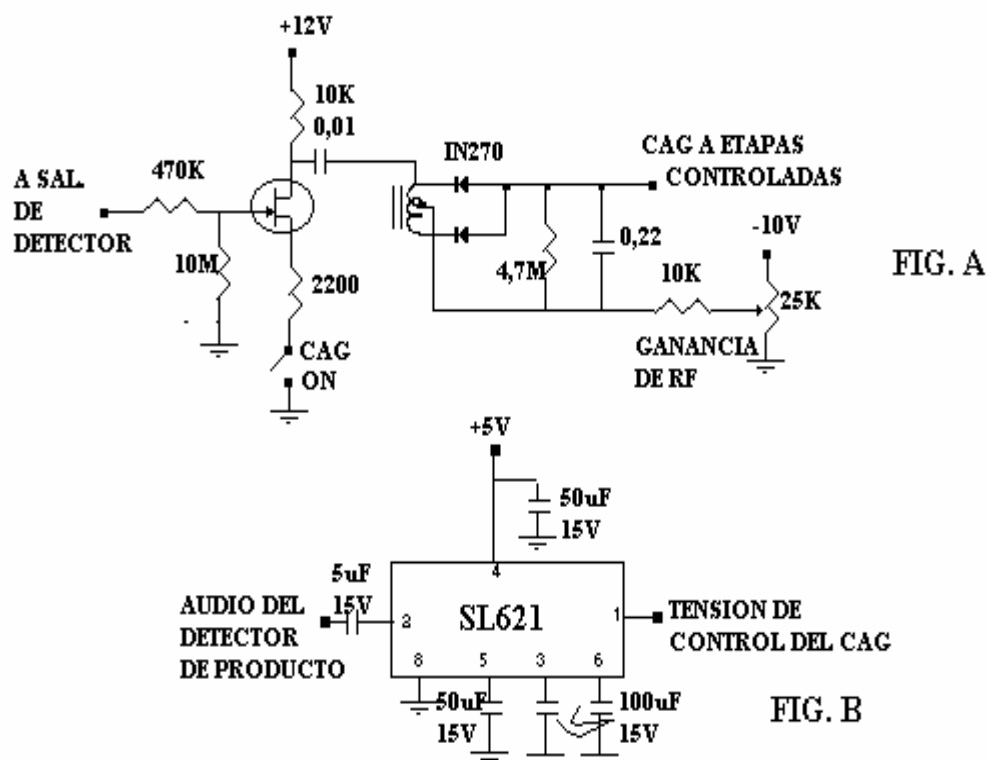 +12V
10K
0,01
IN270
CAG A ETAPAS
CONTROLADAS
A SAL.
DE
DETECTOR
470K
10M
2200
CAG
ON
4,7M
0,22
10K
-10V
25K
GANANCIA
DE RF
FIG. A
+5V
50uF
15V
5uF
15V
AUDIO DEL
DETECTOR
DE PRODUCTO
4
2
SL621
1
8
5
3
6
TENSION DE
CONTROL DEL CAG
50uF
15V
100uF
15V
FIG. B